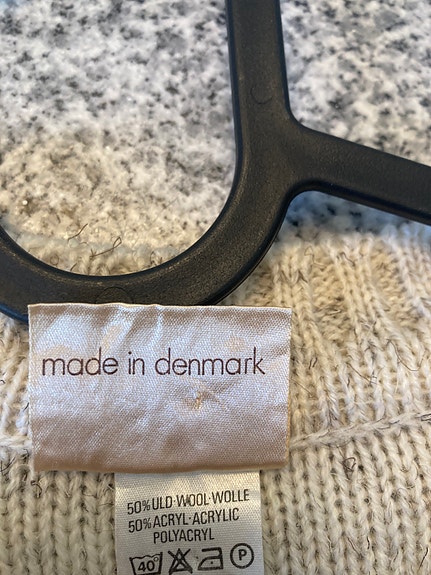 made in denmark
50% ULD·WOOL·WOLLE
50% ACRYL·ACRYLIC
POLYACRYL
40° P